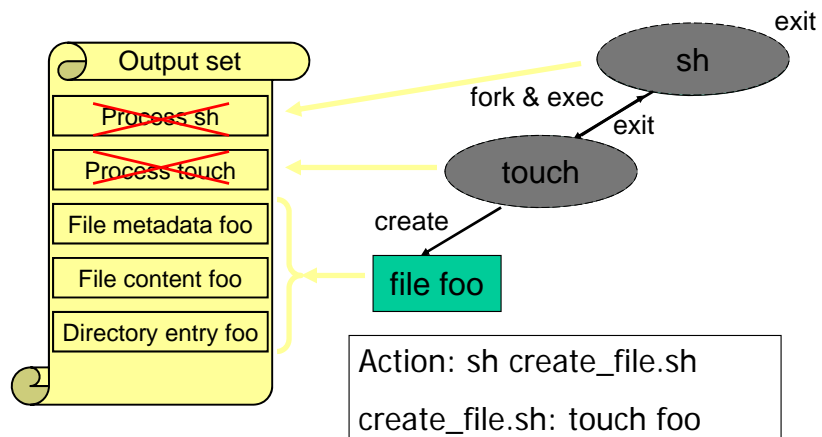 Output set
Process sh
Process touch
File metadata foo
File content foo
Directory entry foo
exit
sh
fork & exec
exit
touch
create
file foo
Action: sh create_file.sh
create_file.sh: touch foo